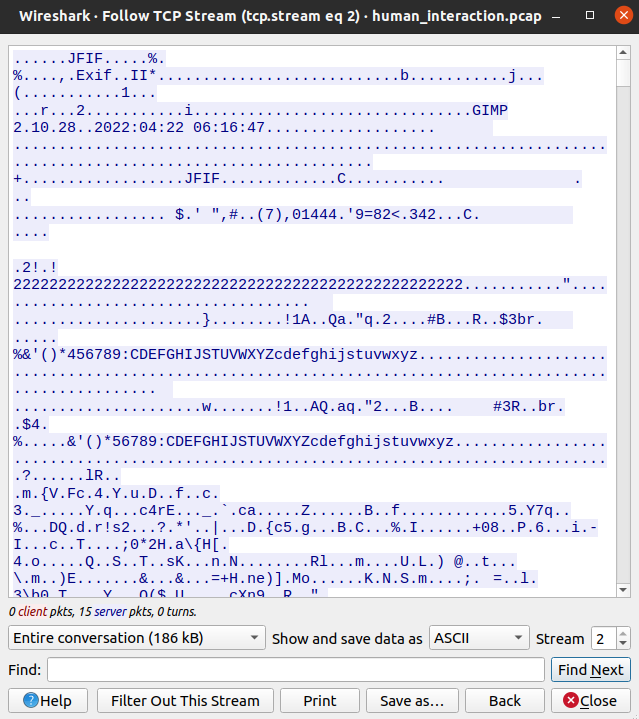 Wireshark · Follow TCP Stream (tcp.stream eq 2) · human_interaction.pcap
......JFIF.....%.
%....,.Exif..II*...........................b...........j...
(...........1...
...r...2...........i...............................GIMP
2.10.28..2022:04:22 06:16:47...................
..................................................................
........................................
+..................JFIF.............C........... .
..
................. $.' ",#..(7),01444.'9=82<.342...C.
....
.2!.!
22222222222222222222222222222222222222222222222222..........."....
.................................
.....................}........!1A..Qa."q.2....#B...R..$3br.
.....
%&'()*456789:CDEFGHIJSTUVWXYZcdefghijstuvwxyz.....................
..................................................................
................
.....................w.......!1..AQ.aq."2...B.... #3R..br.
.$4.
%.....&'()*56789:CDEFGHIJSTUVWXYZcdefghijstuvwxyz.................
..................................................................
.?......lR..
.m.{V.Fc.4.Y.u.D..f..c.
3._.....Y.q...c4rE..._.`.ca.....Z......B..f............5.Y7q..
%...DQ.d.r!s2...?.*'..|...D.{c5.g...B.C...%.I......+08..P.6...i.-
I...c..T....;0*2H.a\{H[.
4.o.....Q..S..T..sK...n.N........Rl...m....U.L.) @..t...
\.m..)E.......&...&...=+H.ne)].Mo......K.N.S.m....;. =..l.
3\b0.T....Y...O($.U......cXn9..R.."
0 client pkts, 15 server pkts, 0 turns.
Entire conversation (186 kB) Show and save data as ASCII Stream 2
Find: Find Next
Help Filter Out This Stream Print Save as… Back Close